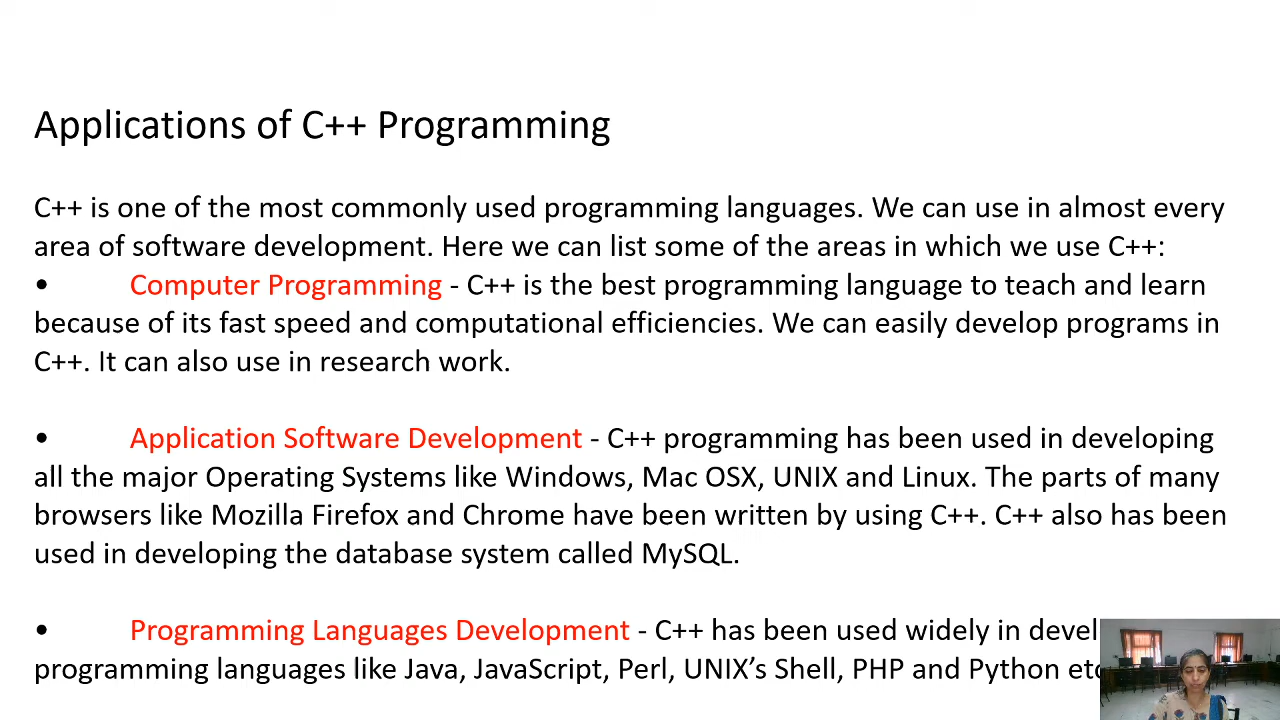 Applications of C++ Programming
C++ is one of the most commonly used programming languages. We can use in almost every
area of software development. Here we can list some of the areas in which we use C++:
• Computer Programming - C++ is the best programming language to teach and learn
because of its fast speed and computational efficiencies. We can easily develop programs in
C++. It can also use in research work.
• Application Software Development - C++ programming has been used in developing
all the major Operating Systems like Windows, Mac OSX, UNIX and Linux. The parts of many
browsers like Mozilla Firefox and Chrome have been written by using C++. C++ also has been
used in developing the database system called MySQL.
• Programming Languages Development - C++ has been used widely in
programming languages like Java, JavaScript, Perl, UNIX’s Shell, PHP and Python